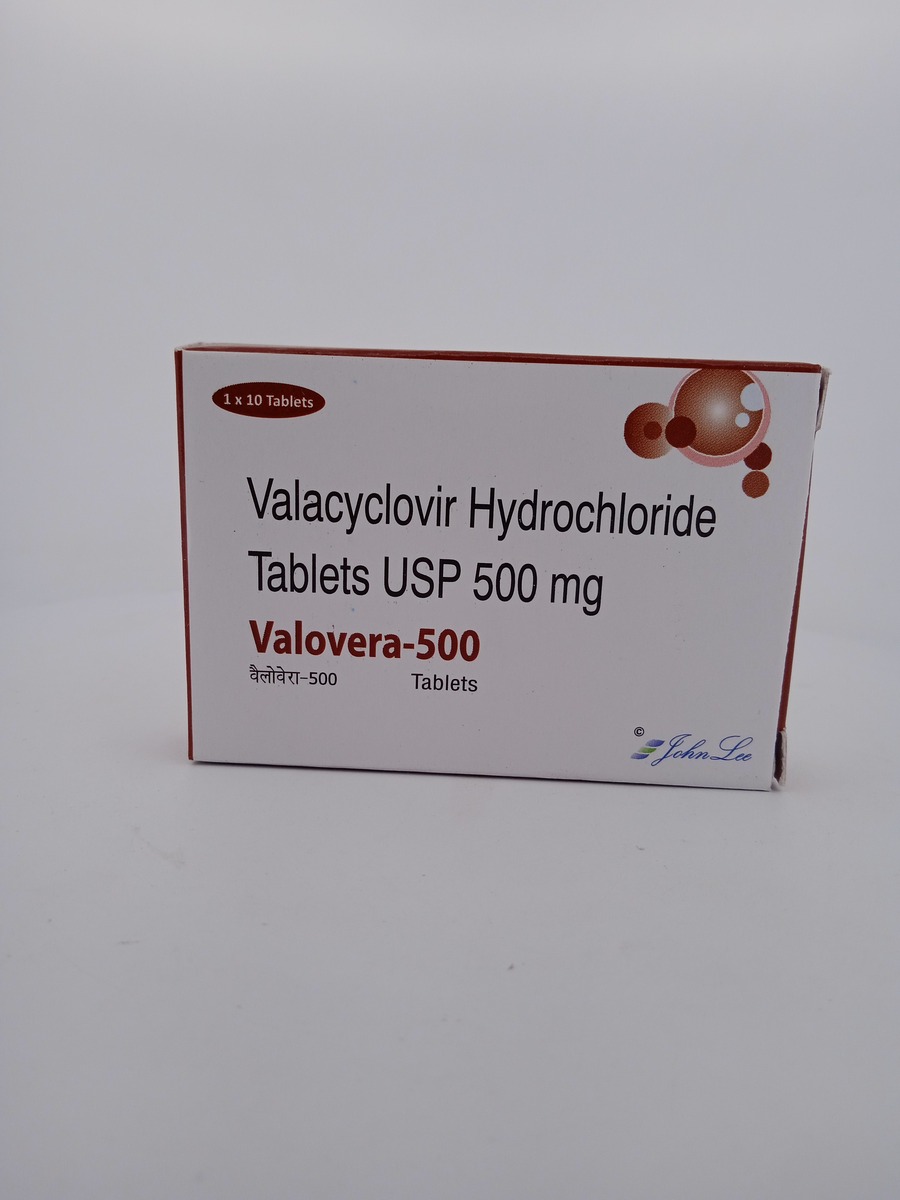 1 x 10 Tablets
Valacyclovir Hydrochloride
Tablets USP 500 mg
Valovera-500
वैलोवेरा-500 Tablets
©
John Lee